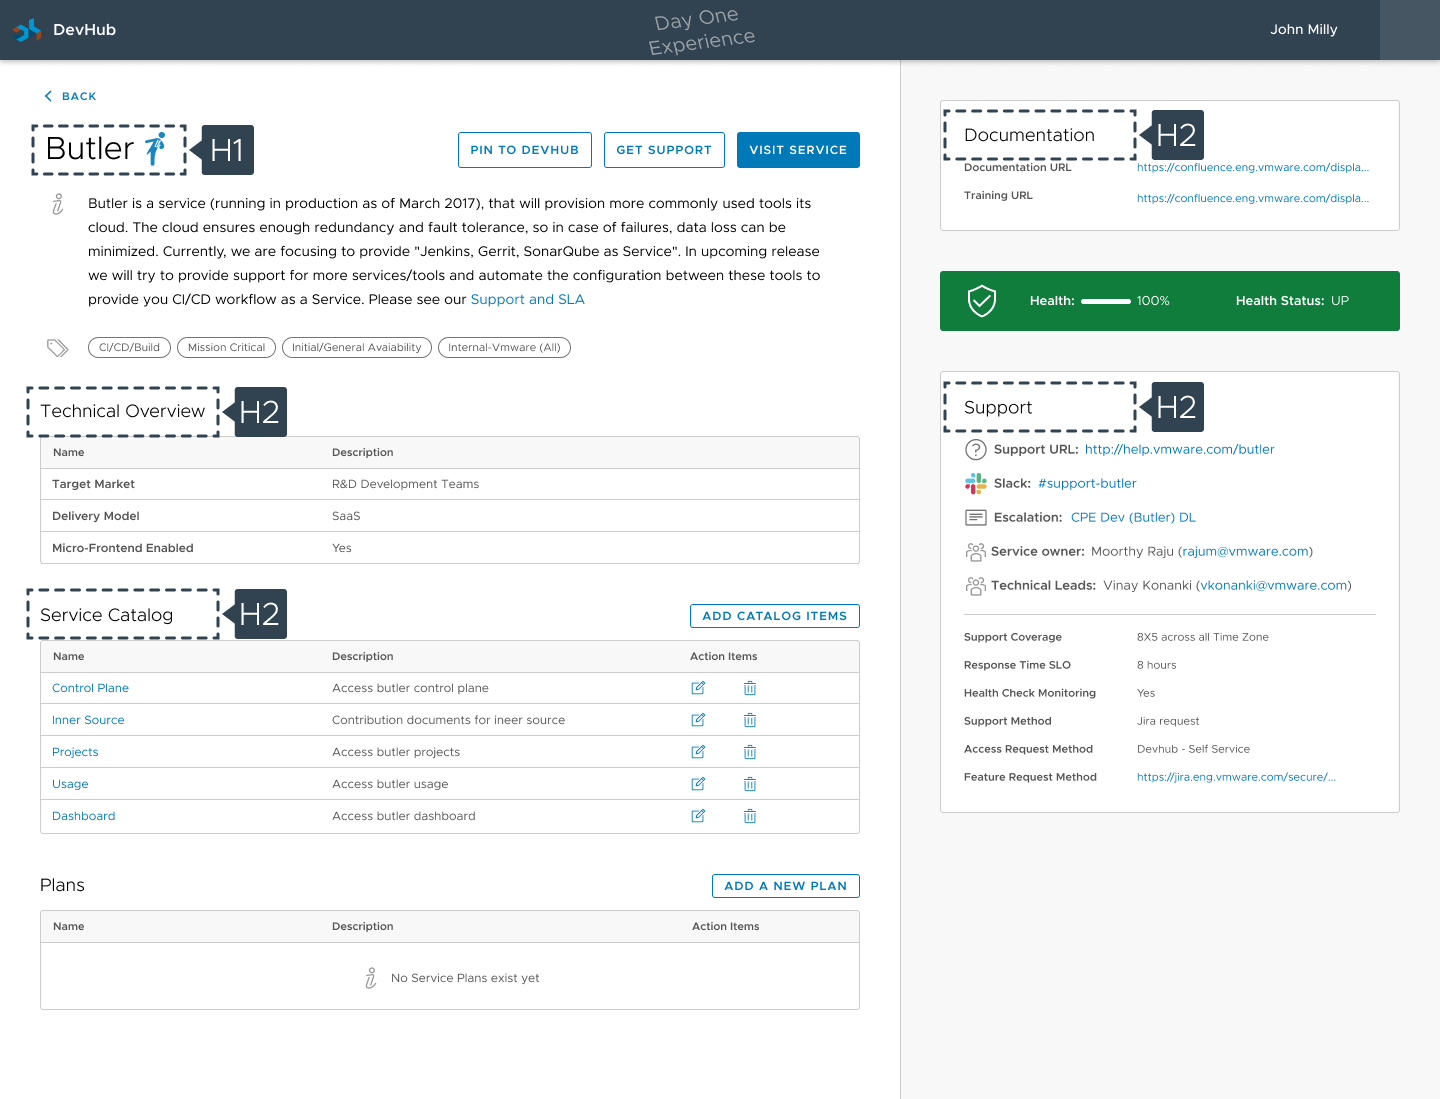 DevHub
Day One
Experience
John Milly
BACK
Butler
H1
PIN TO DEVHUB
GET SUPPORT
VISIT SERVICE
Butler is a service (running in production as of March 2017), that will provision more commonly used tools its
cloud. The cloud ensures enough redundancy and fault tolerance, so in case of failures, data loss can be
minimized. Currently, we are focusing to provide "Jenkins, Gerrit, SonarQube as Service". In upcoming release
we will try to provide support for more services/tools and automate the configuration between these tools to
provide you CI/CD workflow as a Service. Please see our Support and SLA
CI/CD/Build
Mission Critical
Initial/General Avaiability
Internal-Vmware (All)
Technical Overview
H2
Name Description
Target Market R&D Development Teams
Delivery Model SaaS
Micro-Frontend Enabled Yes
Service Catalog
H2
ADD CATALOG ITEMS
Name Description Action Items
Control Plane Access butler control plane
Inner Source Contribution documents for ineer source
Projects Access butler projects
Usage Access butler usage
Dashboard Access butler dashboard
Plans
ADD A NEW PLAN
Name Description Action Items
No Service Plans exist yet
Documentation
H2
Documentation URL https://confluence.eng.vmware.com/displa...
Training URL https://confluence.eng.vmware.com/displa...
Health: 100% Health Status: UP
Support
H2
Support URL: http://help.vmware.com/butler
Slack: #support-butler
Escalation: CPE Dev (Butler) DL
Service owner: Moorthy Raju (rajum@vmware.com)
Technical Leads: Vinay Konanki (vkonanki@vmware.com)
Support Coverage 8X5 across all Time Zone
Response Time SLO 8 hours
Health Check Monitoring Yes
Support Method Jira request
Access Request Method Devhub - Self Service
Feature Request Method https://jira.eng.vmware.com/secure/...